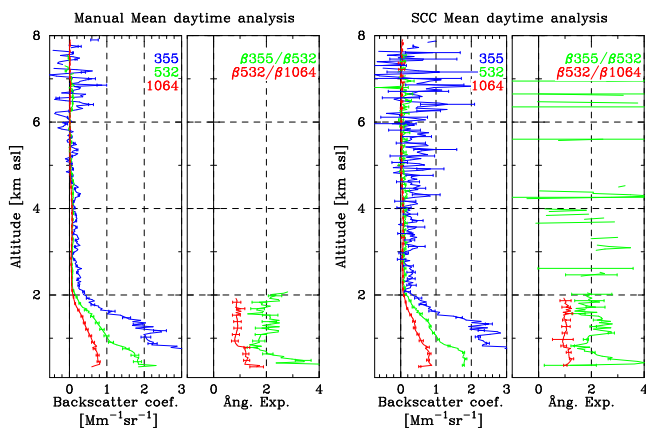 Manual Mean daytime analysis
SCC Mean daytime analysis
8
6
4
2
Altitude [km asl]
355
532
1064
β355/β532
β532/β1064
0 1 2 3
0 2 4
Backscatter coef.
[Mm⁻¹sr⁻¹]
Ång. Exp.
8
6
4
2
Altitude [km asl]
355
532
1064
β355/β532
β532/β1064
0 1 2 3
0 2 4
Backscatter coef.
[Mm⁻¹sr⁻¹]
Ång. Exp.